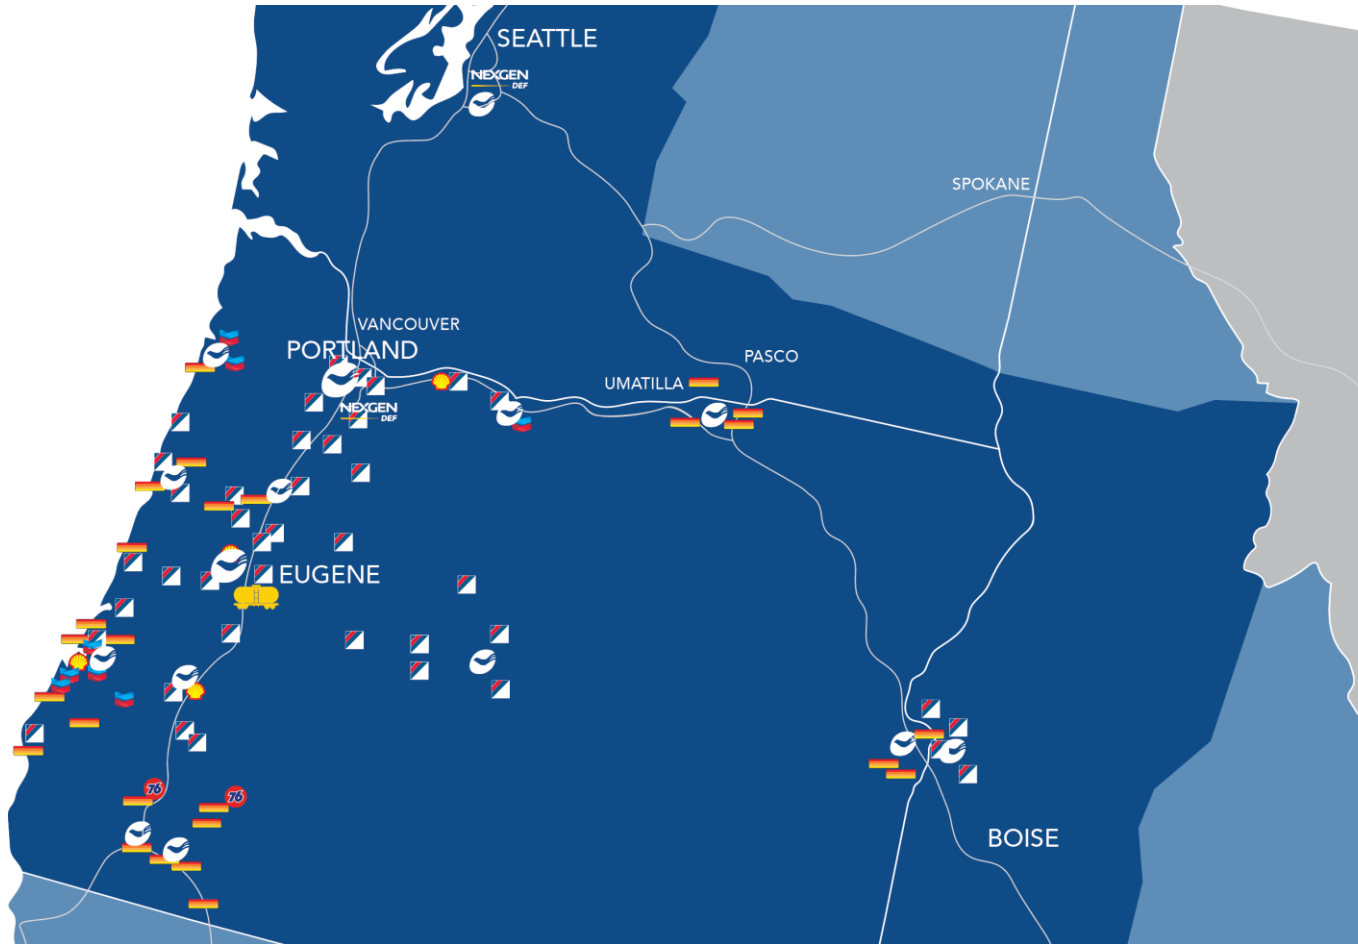 SEATTLE
NEXGEN
DEF
SPOKANE
VANCOUVER
PORTLAND
PASCO
UMATILLA
NEXGEN
DEF
EUGENE
76
76
BOISE